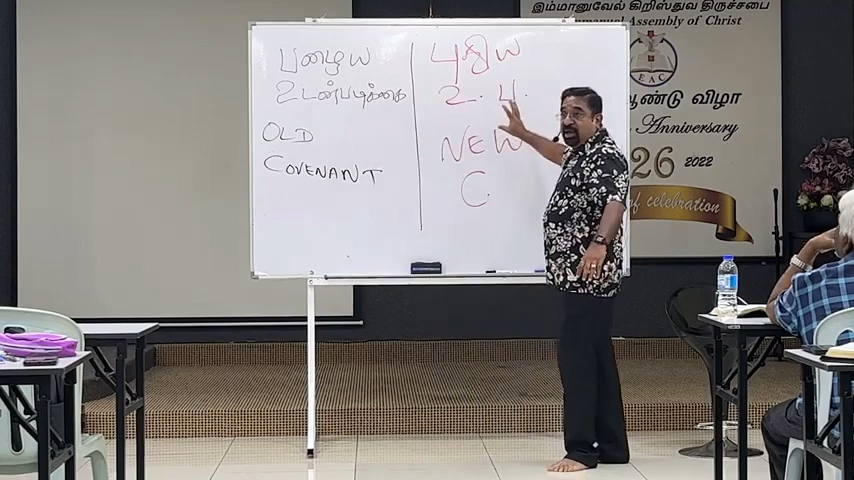 பழைய
உடன்படிக்கை
OLD
COVENANT
புதிய
உ. ப.
NEW
C.
இம்மானுவேல் கிறிஸ்துவ திருச்சபை
Emmanuel Assembly of Christ
EAC
ஆண்டு விழா
Anniversary
26 2022
of celebration